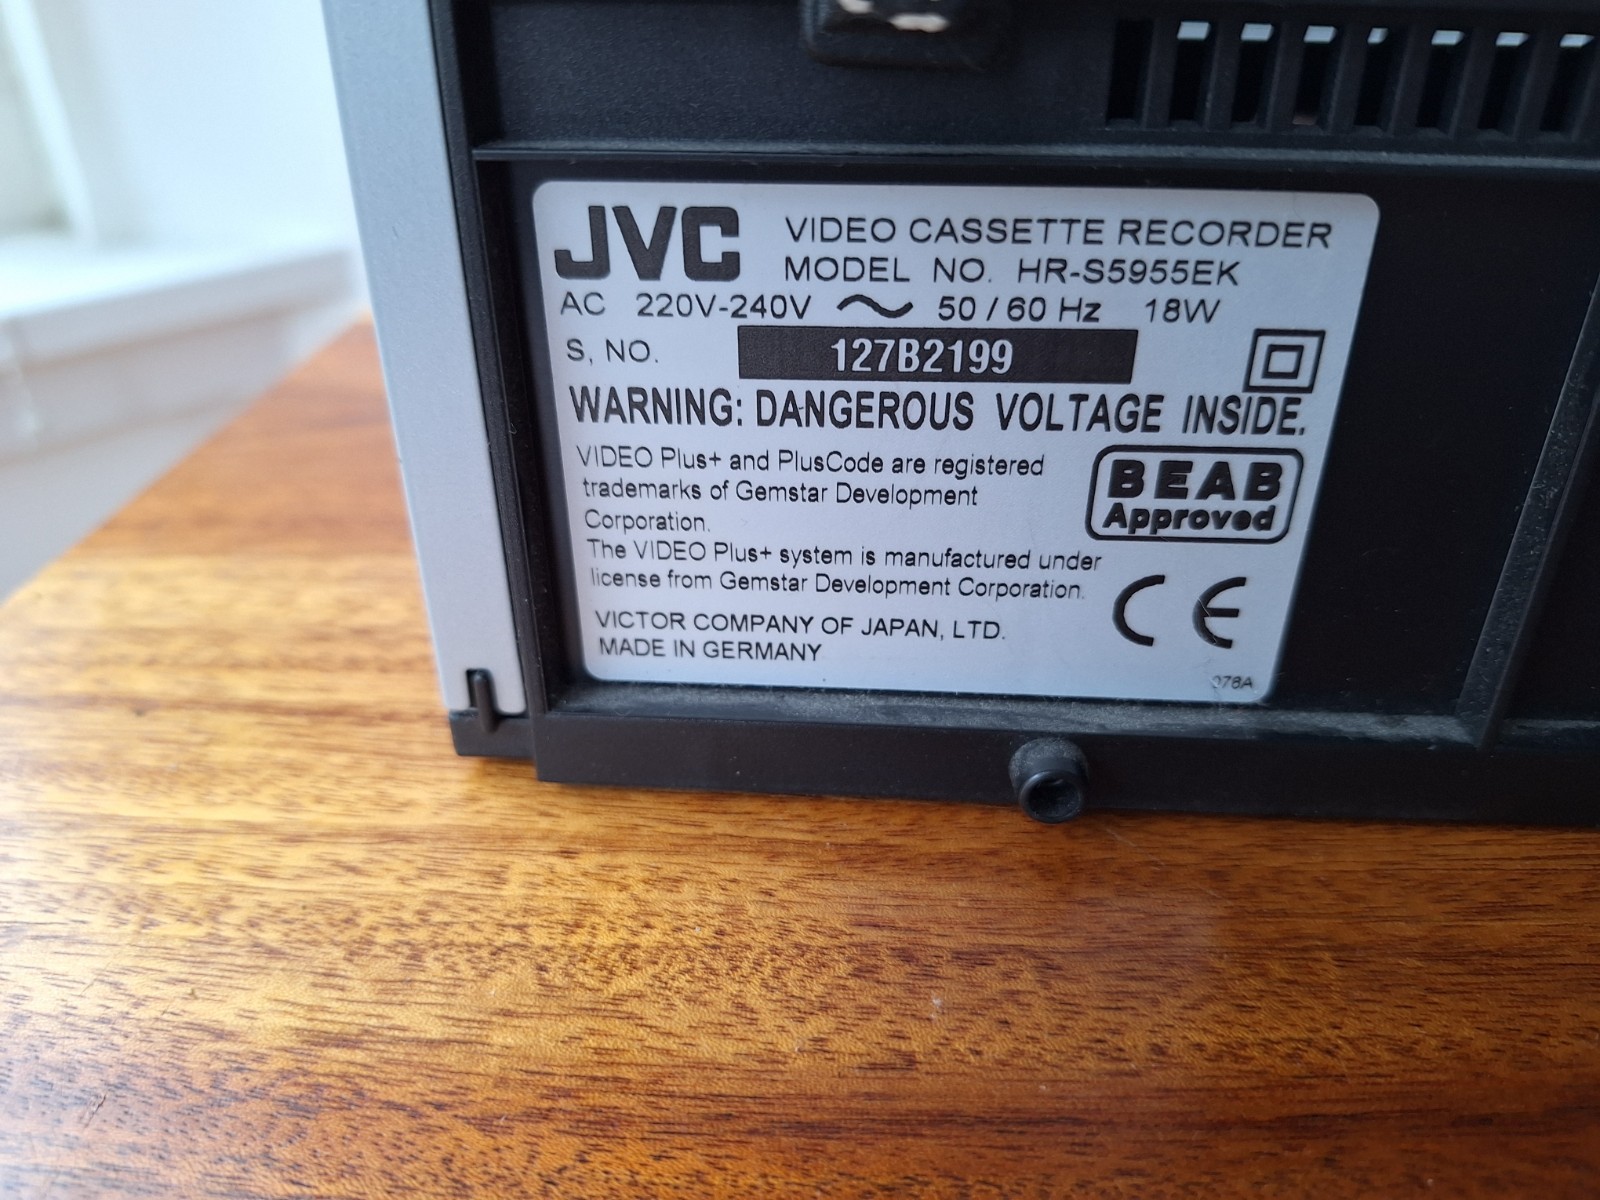 JVC VIDEO CASSETTE RECORDER
MODEL NO. HR-S5955EK
AC 220V-240V ~ 50 / 60 Hz 18W
S, NO. 127B2199
WARNING: DANGEROUS VOLTAGE INSIDE.
VIDEO Plus+ and PlusCode are registered
trademarks of Gemstar Development
Corporation.
BEAB
Approved
The VIDEO Plus+ system is manufactured under
license from Gemstar Development Corporation.
CE
VICTOR COMPANY OF JAPAN, LTD.
MADE IN GERMANY